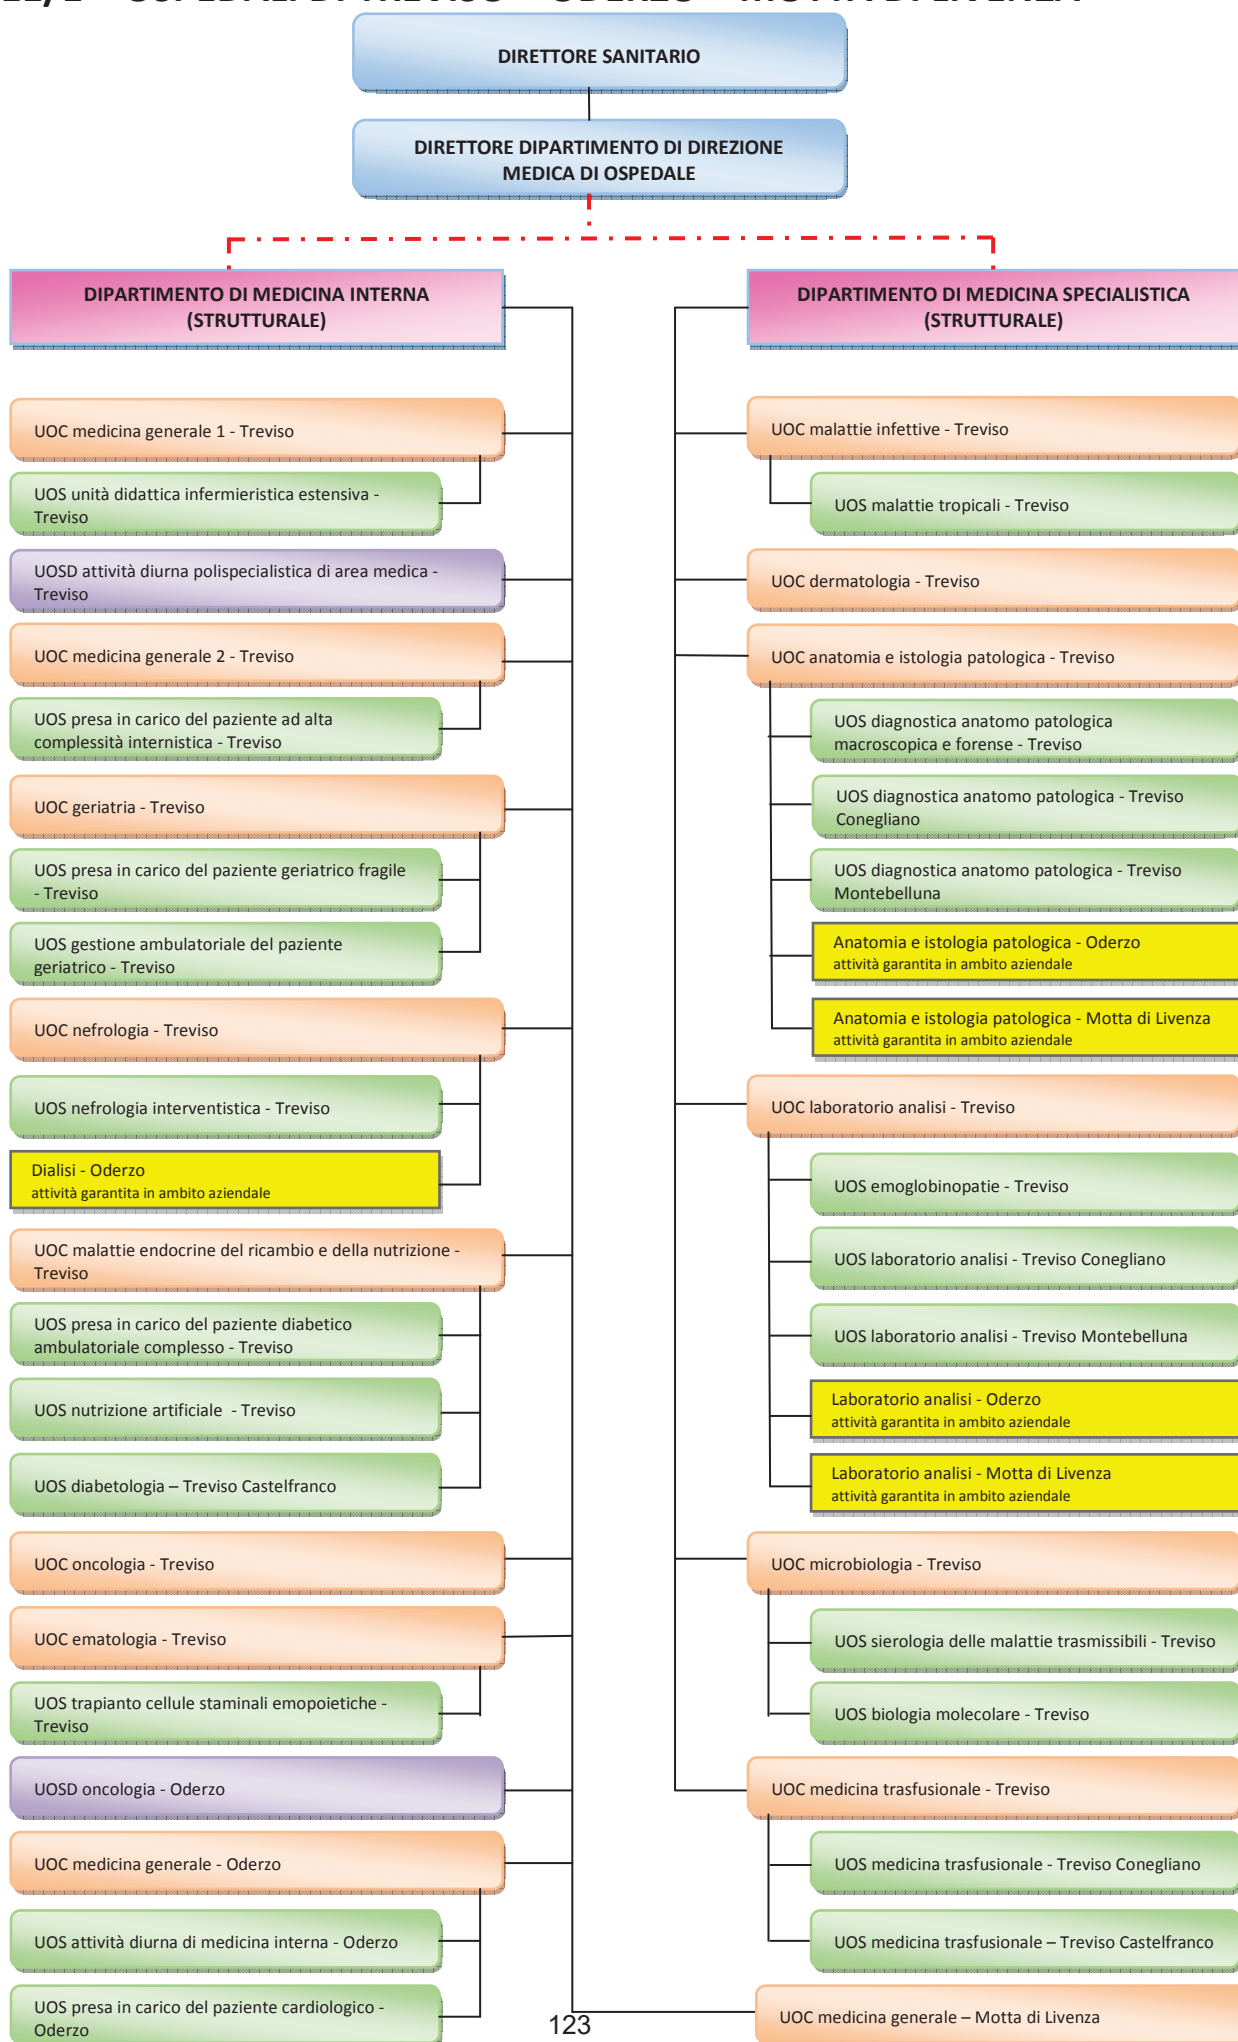 DIRETTORE SANITARIO
DIRETTORE DIPARTIMENTO DI DIREZIONE
MEDICA DI OSPEDALE
DIPARTIMENTO DI MEDICINA INTERNA
(STRUTTURALE)
UOC medicina generale 1 - Treviso
UOS unità didattica infermieristica estensiva -
Treviso
UOSD attività diurna polispecialistica di area medica -
Treviso
UOC medicina generale 2 - Treviso
UOS presa in carico del paziente ad alta
complessità internistica - Treviso
UOC geriatria - Treviso
UOS presa in carico del paziente geriatrico fragile
- Treviso
UOS gestione ambulatoriale del paziente
geriatrico - Treviso
UOC nefrologia - Treviso
UOS nefrologia interventistica - Treviso
Dialisi - Oderzo
attività garantita in ambito aziendale
UOC malattie endocrine del ricambio e della nutrizione -
Treviso
UOS presa in carico del paziente diabetico
ambulatoriale complesso - Treviso
UOS nutrizione artificiale - Treviso
UOS diabetologia – Treviso Castelfranco
UOC oncologia - Treviso
UOC ematologia - Treviso
UOS trapianto cellule staminali emopoietiche -
Treviso
UOSD oncologia - Oderzo
UOC medicina generale - Oderzo
UOS attività diurna di medicina interna - Oderzo
UOS presa in carico del paziente cardiologico -
Oderzo
DIPARTIMENTO DI MEDICINA SPECIALISTICA
(STRUTTURALE)
UOC malattie infettive - Treviso
UOS malattie tropicali - Treviso
UOC dermatologia - Treviso
UOC anatomia e istologia patologica - Treviso
UOS diagnostica anatomo patologica
macroscopica e forense - Treviso
UOS diagnostica anatomo patologica - Treviso
Conegliano
UOS diagnostica anatomo patologica - Treviso
Montebelluna
Anatomia e istologia patologica - Oderzo
attività garantita in ambito aziendale
Anatomia e istologia patologica - Motta di Livenza
attività garantita in ambito aziendale
UOC laboratorio analisi - Treviso
UOS emoglobinopatie - Treviso
UOS laboratorio analisi - Treviso Conegliano
UOS laboratorio analisi - Treviso Montebelluna
Laboratorio analisi - Oderzo
attività garantita in ambito aziendale
Laboratorio analisi - Motta di Livenza
attività garantita in ambito aziendale
UOC microbiologia - Treviso
UOS sierologia delle malattie trasmissibili - Treviso
UOS biologia molecolare - Treviso
UOC medicina trasfusionale - Treviso
UOS medicina trasfusionale - Treviso Conegliano
UOS medicina trasfusionale – Treviso Castelfranco
UOC medicina generale – Motta di Livenza
123